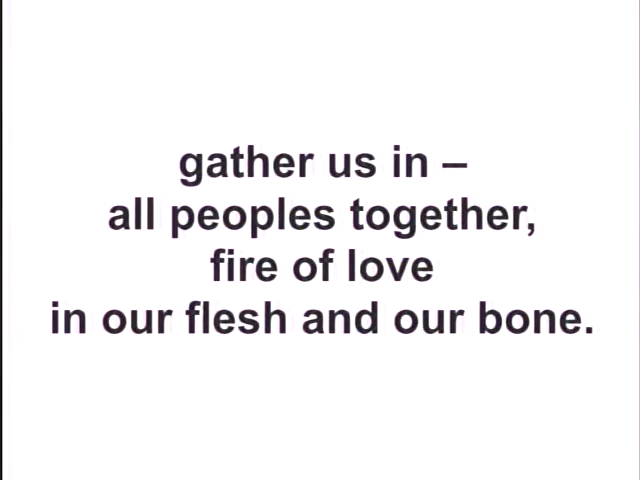 gather us in –
all peoples together,
fire of love
in our flesh and our bone.